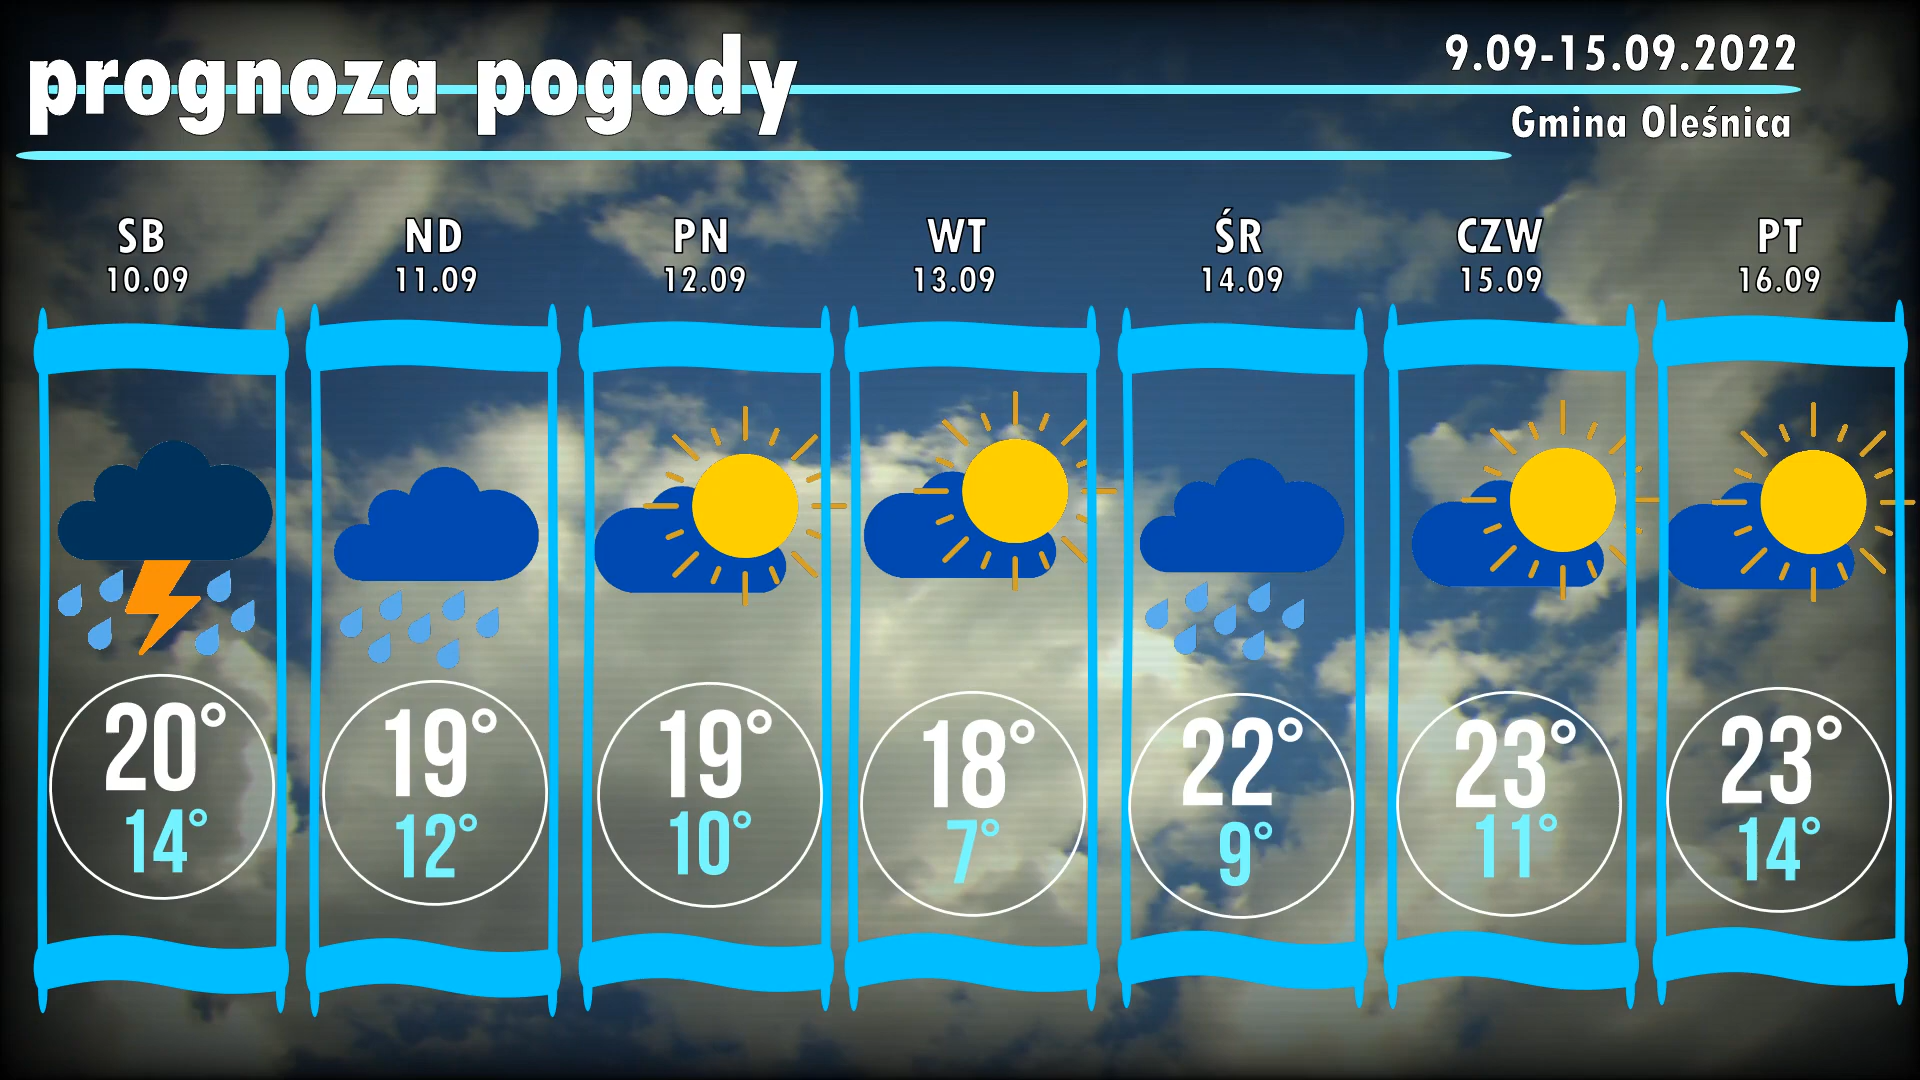 prognoza pogody
9.09-15.09.2022
Gmina Oleśnica
SB
10.09
20°
14°
ND
11.09
19°
12°
PN
12.09
19°
10°
WT
13.09
18°
7°
ŚR
14.09
22°
9°
CZW
15.09
23°
11°
PT
16.09
23°
14°